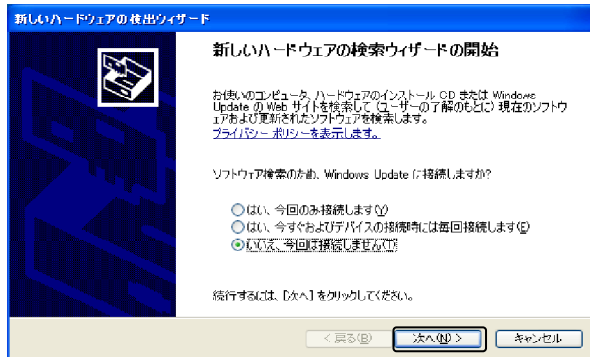 新しいハードウェアの検出ウィザード
新しいハードウェアの検索ウィザードの開始
お使いのコンピュータ、ハードウェアのインストール CD または Windows
Update の Web サイトを検索して (ユーザーの了解のもとに) 現在のソフトウ
ェアおよび更新されたソフトウェアを検索します。
プライバシー ポリシーを表示します。
ソフトウェア検索のため、Windows Update に接続しますか?
はい、今回のみ接続します(Y)
はい、今すぐおよびデバイスの接続時には毎回接続します(E)
いいえ、今回は接続しません(T)
続行するには、[次へ] をクリックしてください。
< 戻る(B)
次へ(N) >
キャンセル